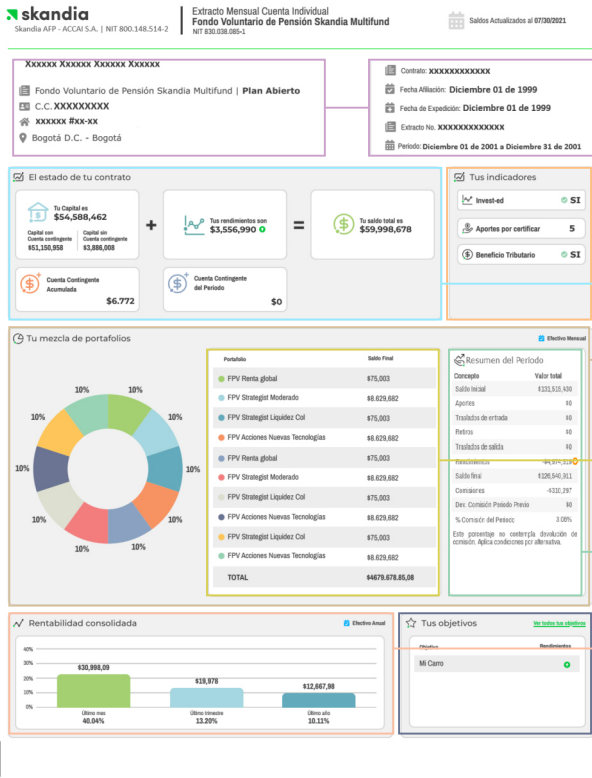 skandia
Skandia AFP - ACCAI S.A. | NIT 800.148.514-2
Extracto Mensual Cuenta Individual
Fondo Voluntario de Pensión Skandia Multifund
NIT 830.038.085-1
Saldos Actualizados al 07/30/2021
Xxxxxx Xxxxxx Xxxxxx Xxxxxx
Fondo Voluntario de Pensión Skandia Multifund | Plan Abierto
C.C. XXXXXXXXX
xxxxxx #xx-xx
Bogotá D.C. - Bogotá
Contrato: XXXXXXXXXXXX
Fecha Afiliación: Diciembre 01 de 1999
Fecha de Expedición: Diciembre 01 de 1999
Extracto No. XXXXXXXXXXXXX
Periodo: Diciembre 01 de 2001 a Diciembre 31 de 2001
El estado de tu contrato
Tu Capital es
$54,588,462
Capital con
Cuenta contingente
$51,150,958
Capital sin
Cuenta contingente
$3,886,008
+
Tus rendimientos son
$3,556,990
=
Tu saldo total es
$59,998,678
Cuenta Contingente
Acumulada
$6.772
Cuenta Contingente
del Periodo
$0
Tus indicadores
Invest-ed SI
Aportes por certificar 5
Beneficio Tributario SI
Tu mezcla de portafolios
Efectivo Mensual
10%
10%
10%
10%
10%
10%
10%
10%
10%
10%
Portafolio Saldo Final
FPV Renta global $75,003
FPV Strategist Moderado $8.629,682
FPV Strategist Liquidez Col $75,003
FPV Acciones Nuevas Tecnologías $8.629,682
FPV Renta global $75,003
FPV Strategist Moderado $8.629,682
FPV Strategist Liquidez Col $75,003
FPV Acciones Nuevas Tecnologías $8.629,682
FPV Strategist Liquidez Col $75,003
FPV Acciones Nuevas Tecnologías $8.629,682
TOTAL $4679.678.85,08
Resumen del Periodo
Concepto Valor total
Saldo Inicial
Aportes $0
Traslados de entrada $0
Retiros $0
Traslados de salida $0
Rendimientos
Saldo final
Comisiones
Dev. Comisión Periodo Previo $0
% Comisión del Periodo 3.08%
Este porcentaje no contempla devolución de
comisión. Aplica condiciones por alternativa.
Rentabilidad consolidada
Efectivo Anual
40%
30%
20%
10%
0%
$30,998,09
$19,978
$12,667,98
Último mes
40.04%
Último trimestre
13.20%
Último año
10.11%
Tus objetivos
Ver todos tus objetivos
Objetivo Rendimientos
Mi Carro